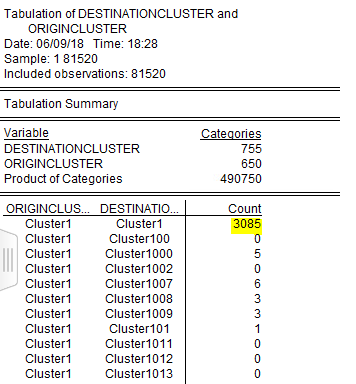 Tabulation of DESTINATIONCLUSTER and
ORIGINCLUSTER
Date: 06/09/18 Time: 18:28
Sample: 1 81520
Included observations: 81520
Tabulation Summary
Variable Categories
DESTINATIONCLUSTER 755
ORIGINCLUSTER 650
Product of Categories 490750
ORIGINCLUS... DESTINATIO... Count
Cluster1 Cluster1 3085
Cluster1 Cluster100 0
Cluster1 Cluster1000 5
Cluster1 Cluster1002 0
Cluster1 Cluster1007 6
Cluster1 Cluster1008 3
Cluster1 Cluster1009 3
Cluster1 Cluster101 1
Cluster1 Cluster1011 0
Cluster1 Cluster1012 0
Cluster1 Cluster1013 0